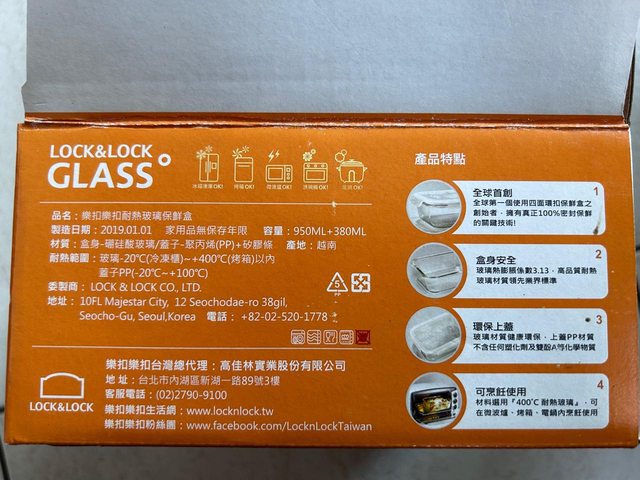 LOCK&LOCK
GLASS°
冰箱冷凍OK!
烤箱OK!
微波爐OK!
洗碗機OK!
產品特點
品名：樂扣樂扣耐熱玻璃保鮮盒
製造日期：2019.01.01 家用品無保存年限 容量：950ML+380ML
材質：盒身-硼硅酸玻璃/蓋子-聚丙烯(PP)+矽膠條 產地：越南
耐熱範圍：玻璃-20℃(冷凍櫃)~+400℃(烤箱)以內
蓋子PP(-20℃~+100℃)
委製商：LOCK & LOCK CO., LTD.
地址：10FL Majestar City, 12 Seochodae-ro 38gil,
Seocho-Gu, Seoul,Korea 電話： +82-02-520-1778
5
PP
樂扣樂扣台灣總代理：高佳林實業股份有限公司
地 址：台北市內湖區新湖一路89號3樓
客服電話：(02)2790-9100
樂扣樂扣生活網：www.locknlock.tw
樂扣樂扣粉絲團：www.facebook.com/LocknLockTaiwan
LOCK&LOCK
1
全球首創
全球第一個使用四面環扣保鮮盒之
創始者，擁有真正100%密封保鮮
的關鍵技術!
2
盒身安全
玻璃熱膨脹係數3.13，高品質耐熱
玻璃材質領先業界標準
3
環保上蓋
玻璃材質健康環保，上蓋PP材質
不含任何塑化劑及雙酚A等化學物質
4
可烹飪使用
材料選用『400℃耐熱玻璃』，可
在微波爐、烤箱、電鍋內烹飪使用